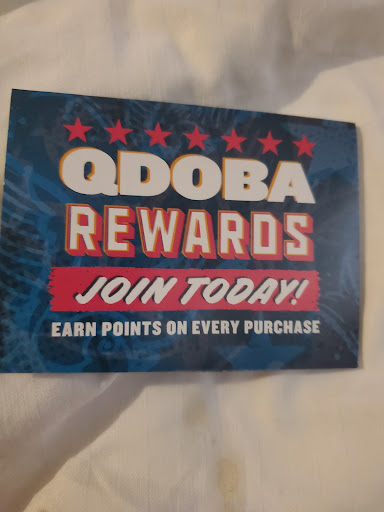 QDOBA
REWARDS
JOIN TODAY!
EARN POINTS ON EVERY PURCHASE